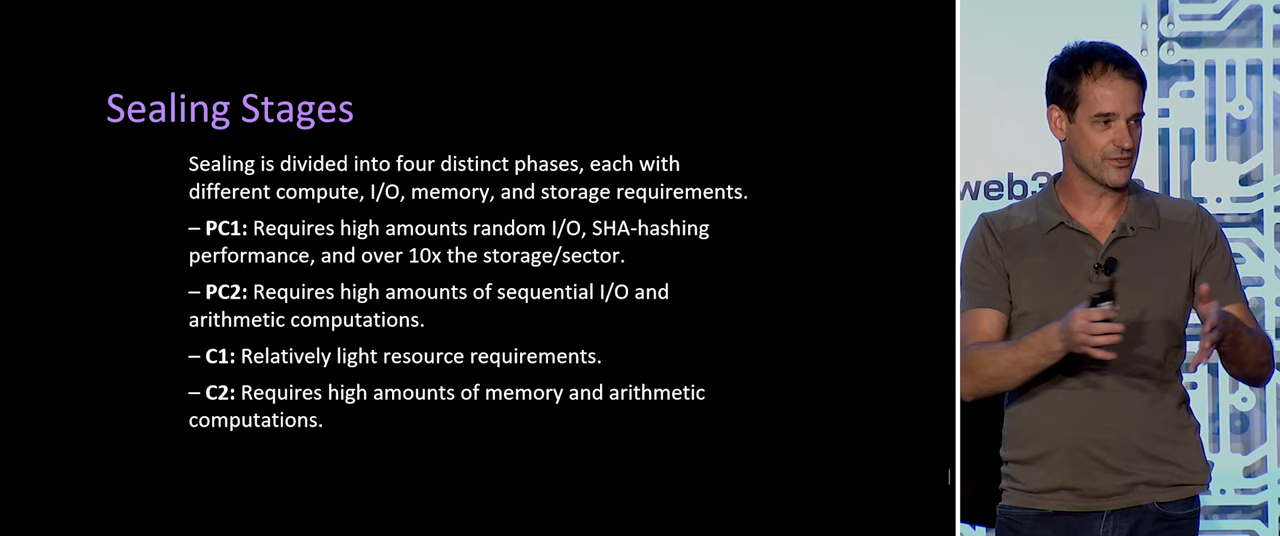 Sealing Stages
Sealing is divided into four distinct phases, each with
different compute, I/O, memory, and storage requirements.
– PC1: Requires high amounts random I/O, SHA-hashing
performance, and over 10x the storage/sector.
– PC2: Requires high amounts of sequential I/O and
arithmetic computations.
– C1: Relatively light resource requirements.
– C2: Requires high amounts of memory and arithmetic
computations.
web3